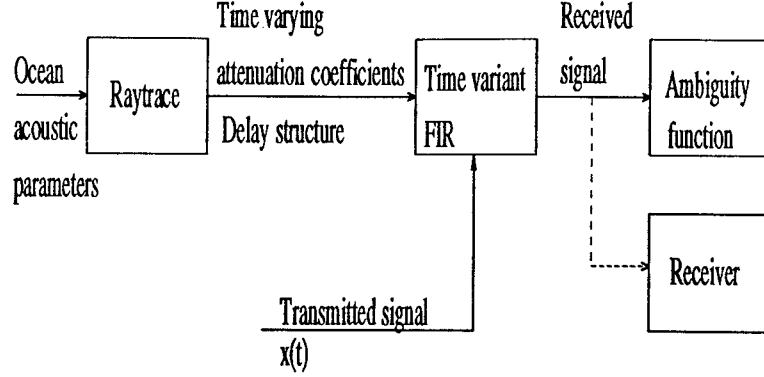 Time varying
attenuation coefficients
Delay structure
Received
signal
Ocean
acoustic
parameters
Raytrace
Time variant
FIR
Ambiguity
function
Receiver
Transmitted signal
x(t)